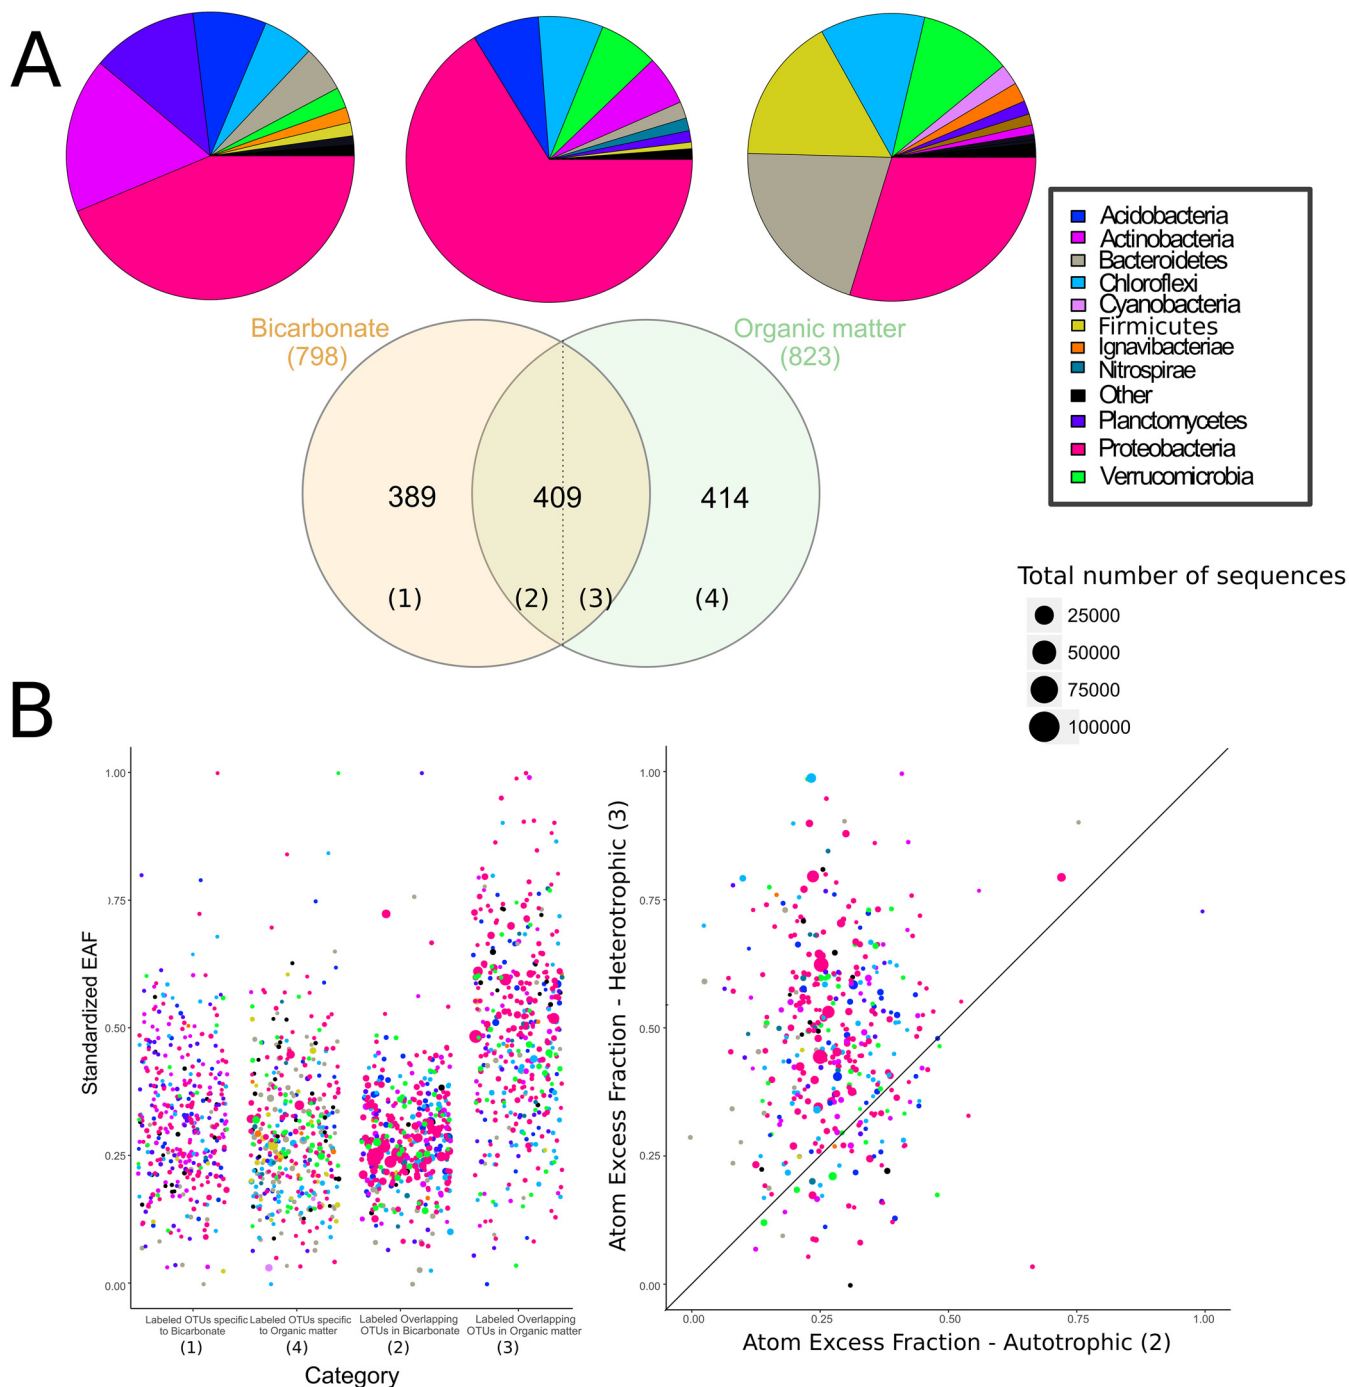 A
Acidobacteria
Actinobacteria
Bacteroidetes
Chloroflexi
Cyanobacteria
Firmicutes
Ignavibacteriae
Nitrospirae
Other
Planctomycetes
Proteobacteria
Verrucomicrobia
Bicarbonate
(798)
Organic matter
(823)
389
409
414
(1)
(2)
(3)
(4)
Total number of sequences
25000
50000
75000
100000
B
Standardized EAF
1.00
0.75
0.50
0.25
0.00
Labeled OTUs specific
to Bicarbonate
(1)
Labeled OTUs specific
to Organic matter
(4)
Labeled Overlapping
OTUs in Bicarbonate
(2)
Labeled Overlapping
OTUs in Organic matter
(3)
Category
Atom Excess Fraction - Heterotrophic (3)
1.00
0.75
0.50
0.25
0.00
0.00
0.25
0.50
0.75
1.00
Atom Excess Fraction - Autotrophic (2)